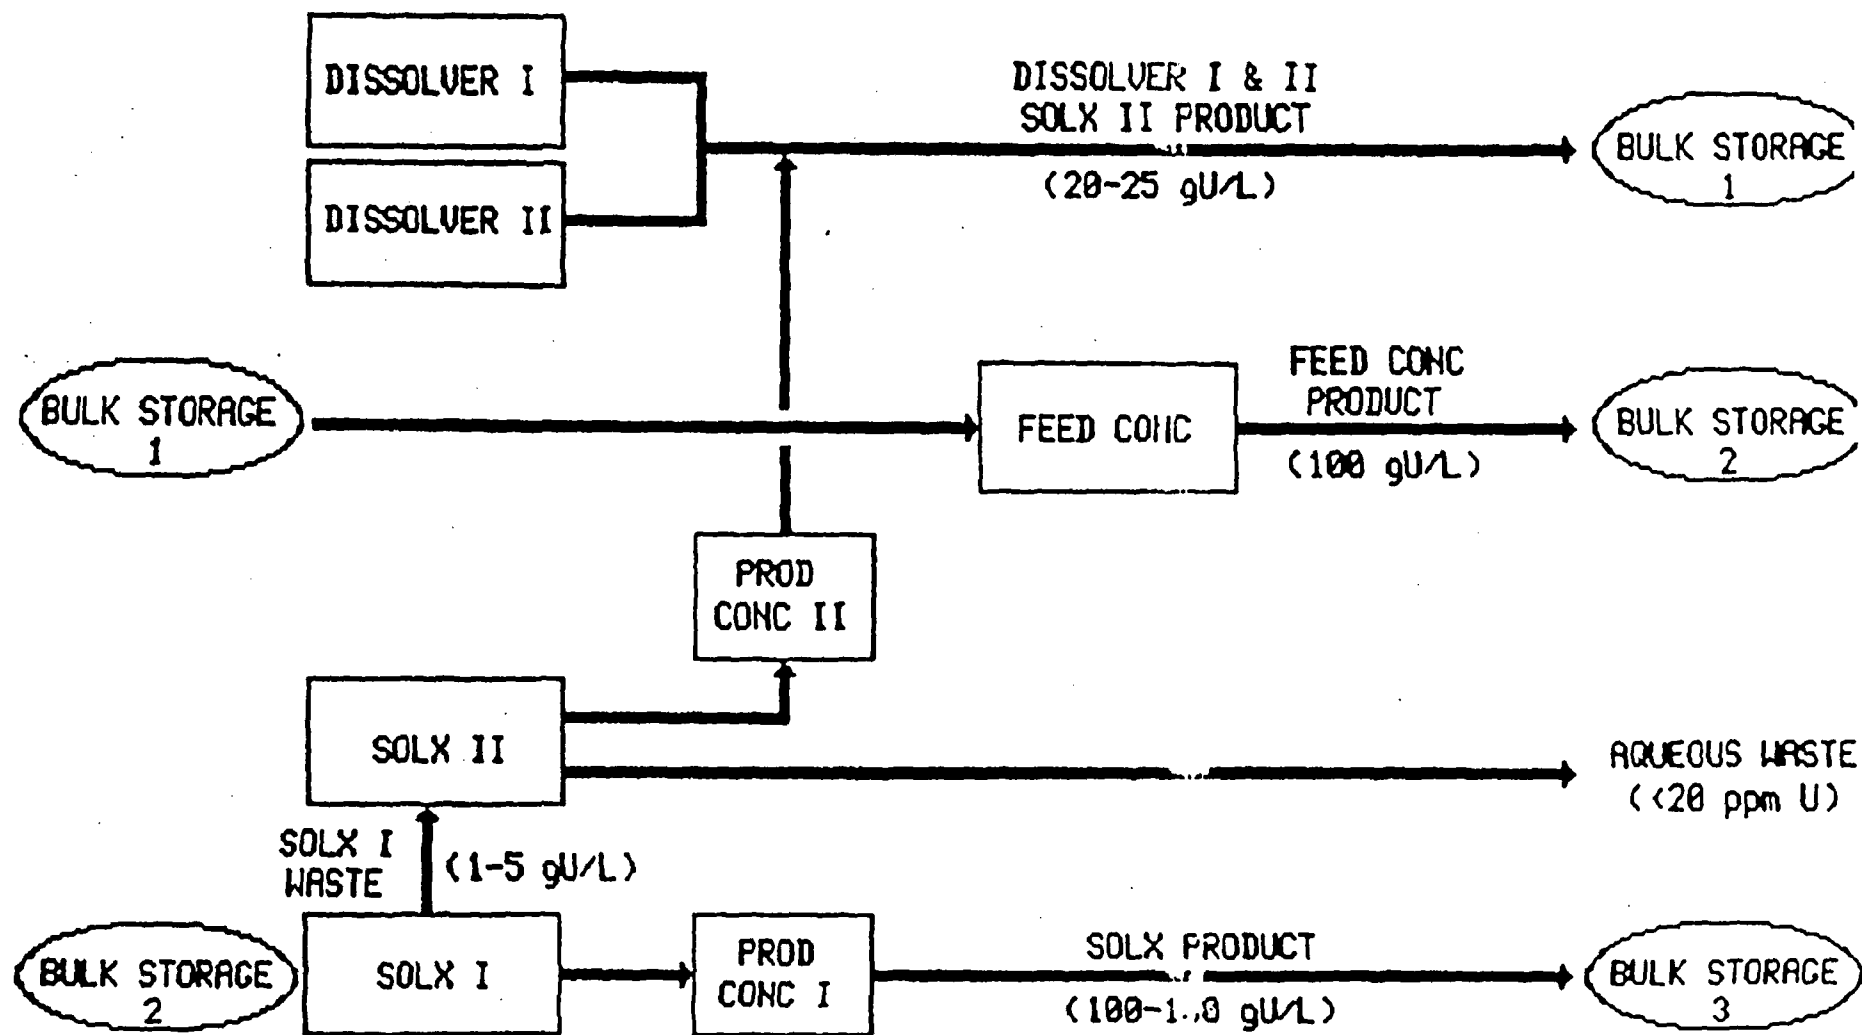 DISSOLVER I
DISSOLVER I & II
SOLX II PRODUCT
(20-25 gU/L)
BULK STORAGE
1
DISSOLVER II
BULK STORAGE
1
FEED CONC
FEED CONC
PRODUCT
(100 gU/L)
BULK STORAGE
2
PROD
CONC II
SOLX II
AQUEOUS WASTE
(<20 ppm U)
SOLX I
WASTE
(1-5 gU/L)
BULK STORAGE
2
SOLX I
PROD
CONC I
SOLX PRODUCT
gU/L)
BULK STORAGE
3